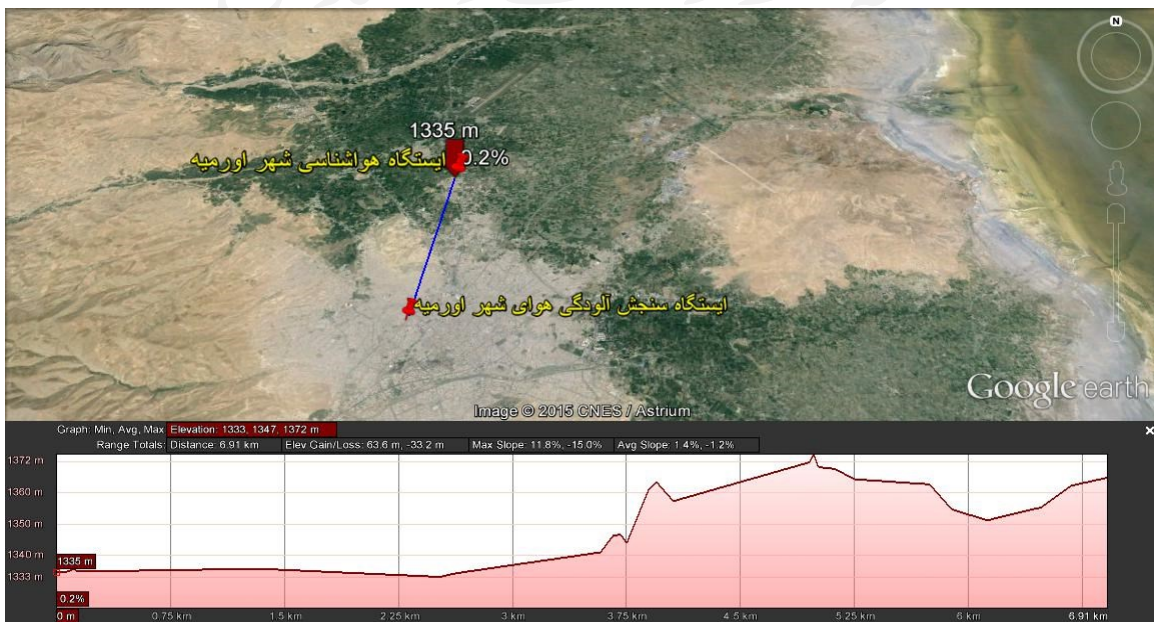 N
1335 m
0.2%
ایستگاه هواشناسی شهر اورمیه
ایستگاه سنجش آلودگی هوای شهر اورمیه
Google earth
Image © 2015 CNES / Astrium
Graph: Min, Avg, Max Elevation: 1333, 1347, 1372 m
Range Totals: Distance: 6.91 km Elev Gain/Loss: 63.6 m, -33.2 m Max Slope: 11.8%, -15.0% Avg Slope: 1.4%, -1.2%
1372 m
1360 m
1350 m
1340 m
1335 m
1333 m
0.2%
0 m 0.75 km 1.5 km 2.25 km 3 km 3.75 km 4.5 km 5.25 km 6 km 6.91 km